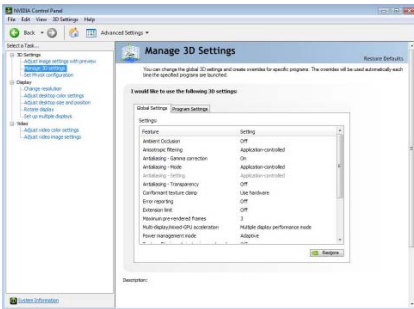 NVIDIA Control Panel
File Edit View 3D Settings Help
Back Advanced Settings
Select a Task...
3D Settings
Adjust image settings with preview
Manage 3D settings
Set PhysX configuration
Display
Change resolution
Adjust desktop color settings
Adjust desktop size and position
Rotate display
Set up multiple displays
Video
Adjust video color settings
Adjust video image settings
System Information
Manage 3D Settings
Restore Defaults
You can change the global 3D settings and create overrides for specific programs. The overrides will be used automatically each
time the specified programs are launched.
I would like to use the following 3D settings:
Global Settings Program Settings
Settings:
Feature Setting
Ambient Occlusion Off
Anisotropic filtering Application-controlled
Antialiasing - Gamma correction On
Antialiasing - Mode Application-controlled
Antialiasing - Setting Application-controlled
Antialiasing - Transparency Off
Conformant texture clamp Use hardware
Error reporting Off
Extension limit Off
Maximum pre-rendered frames 3
Multi-display/mixed-GPU acceleration Multiple display performance mode
Power management mode Adaptive
Restore
Description: